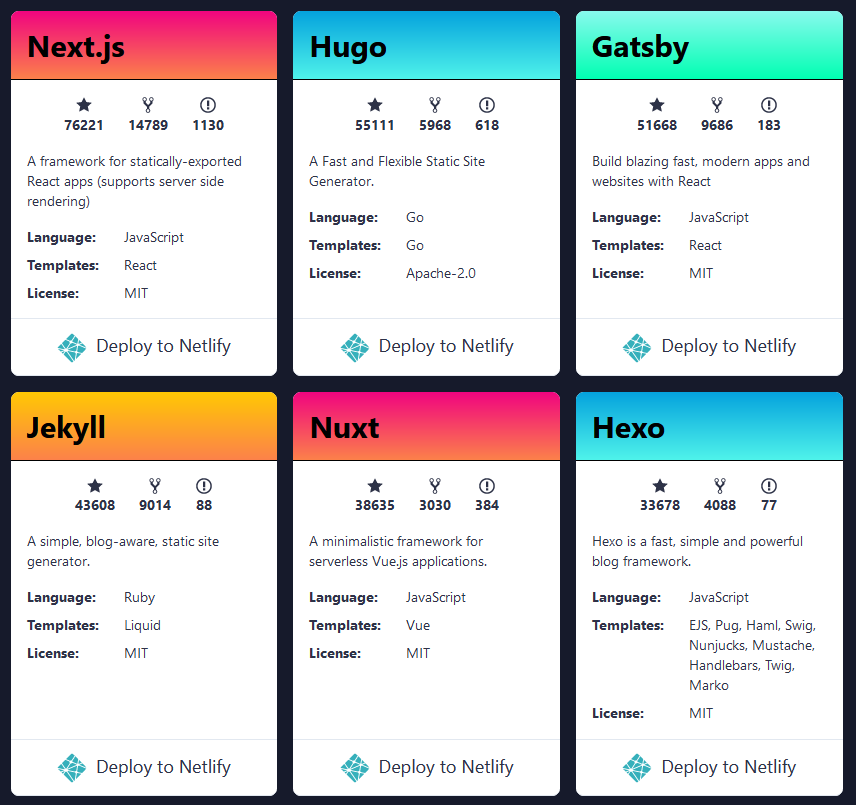 Next.js
76221 14789 1130
A framework for statically-exported
React apps (supports server side
rendering)
Language: JavaScript
Templates: React
License: MIT
Deploy to Netlify
Hugo
55111 5968 618
A Fast and Flexible Static Site
Generator.
Language: Go
Templates: Go
License: Apache-2.0
Deploy to Netlify
Gatsby
51668 9686 183
Build blazing fast, modern apps and
websites with React
Language: JavaScript
Templates: React
License: MIT
Deploy to Netlify
Jekyll
43608 9014 88
A simple, blog-aware, static site
generator.
Language: Ruby
Templates: Liquid
License: MIT
Deploy to Netlify
Nuxt
38635 3030 384
A minimalistic framework for
serverless Vue.js applications.
Language: JavaScript
Templates: Vue
License: MIT
Deploy to Netlify
Hexo
33678 4088 77
Hexo is a fast, simple and powerful
blog framework.
Language: JavaScript
Templates: EJS, Pug, Haml, Swig,
Nunjucks, Mustache,
Handlebars, Twig,
Marko
License: MIT
Deploy to Netlify